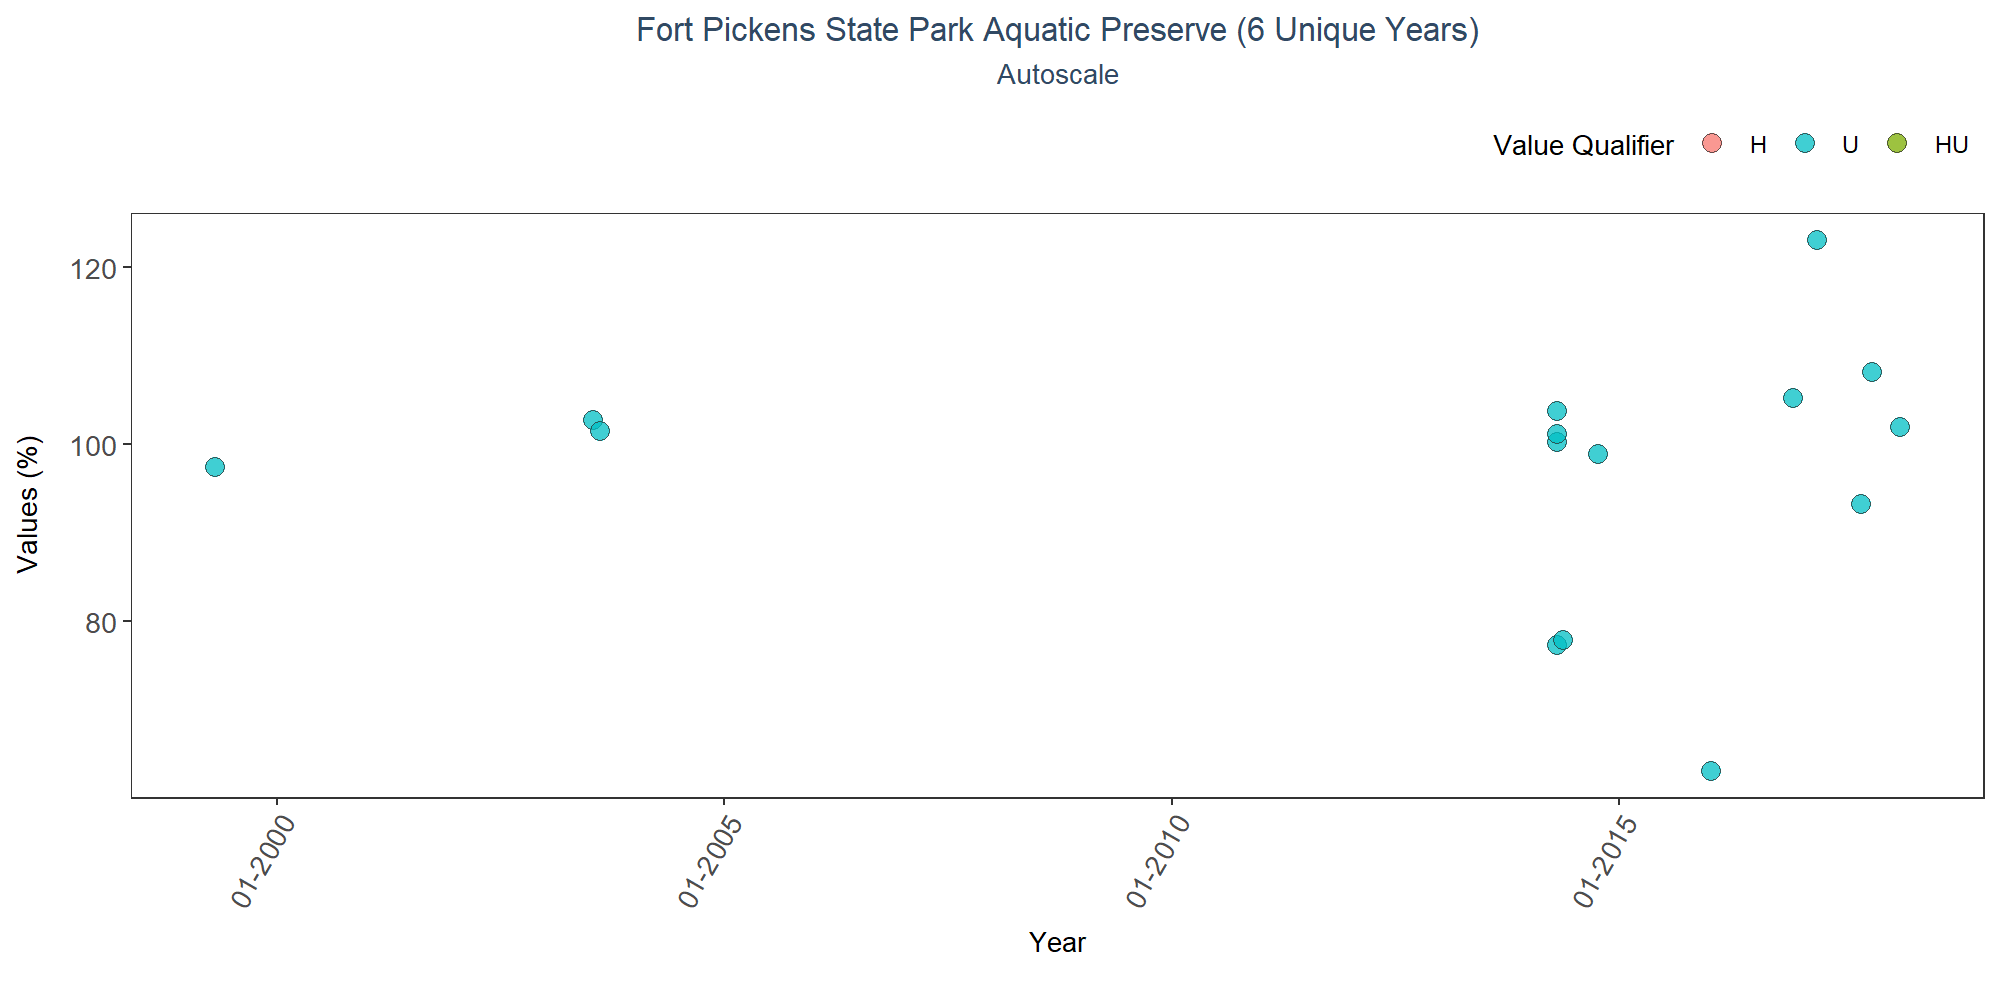 Fort Pickens State Park Aquatic Preserve (6 Unique Years)
Autoscale
Value Qualifier H U HU
Values (%)
120
100
80
01-2000 01-2005 01-2010 01-2015
Year